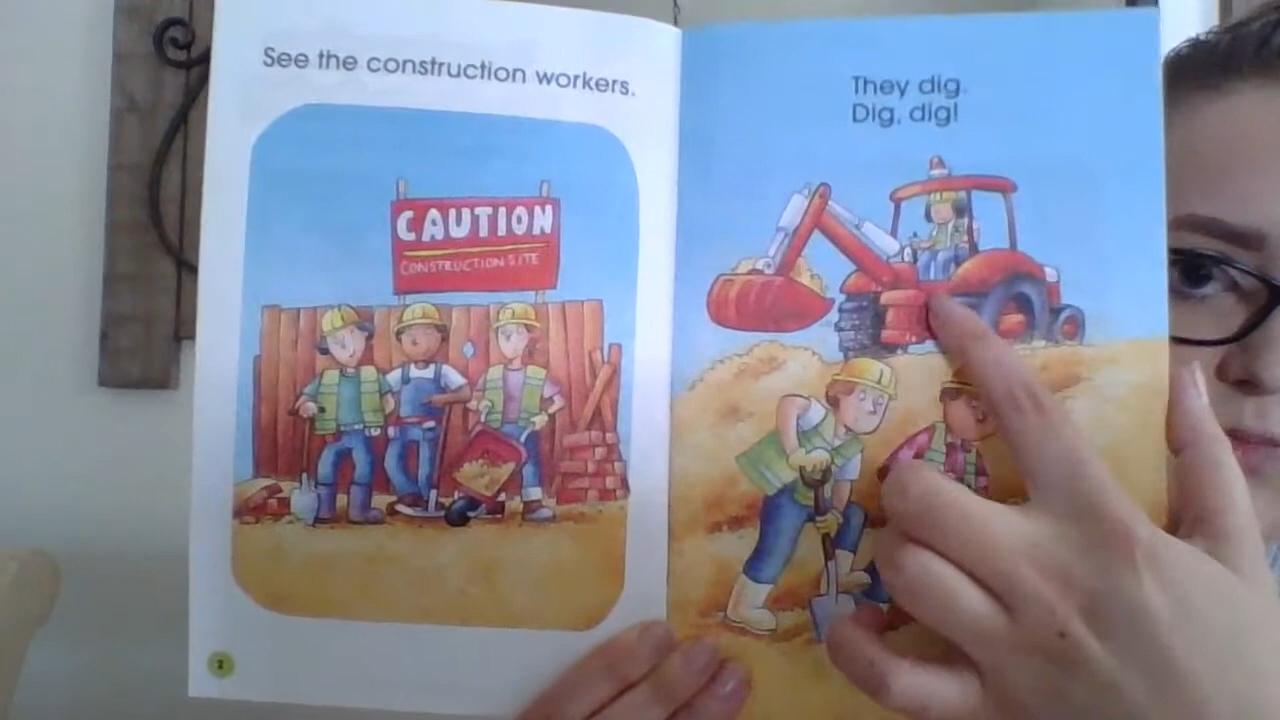 See the construction workers.
CAUTION
CONSTRUCTION SITE
2
They dig.
Dig, dig!